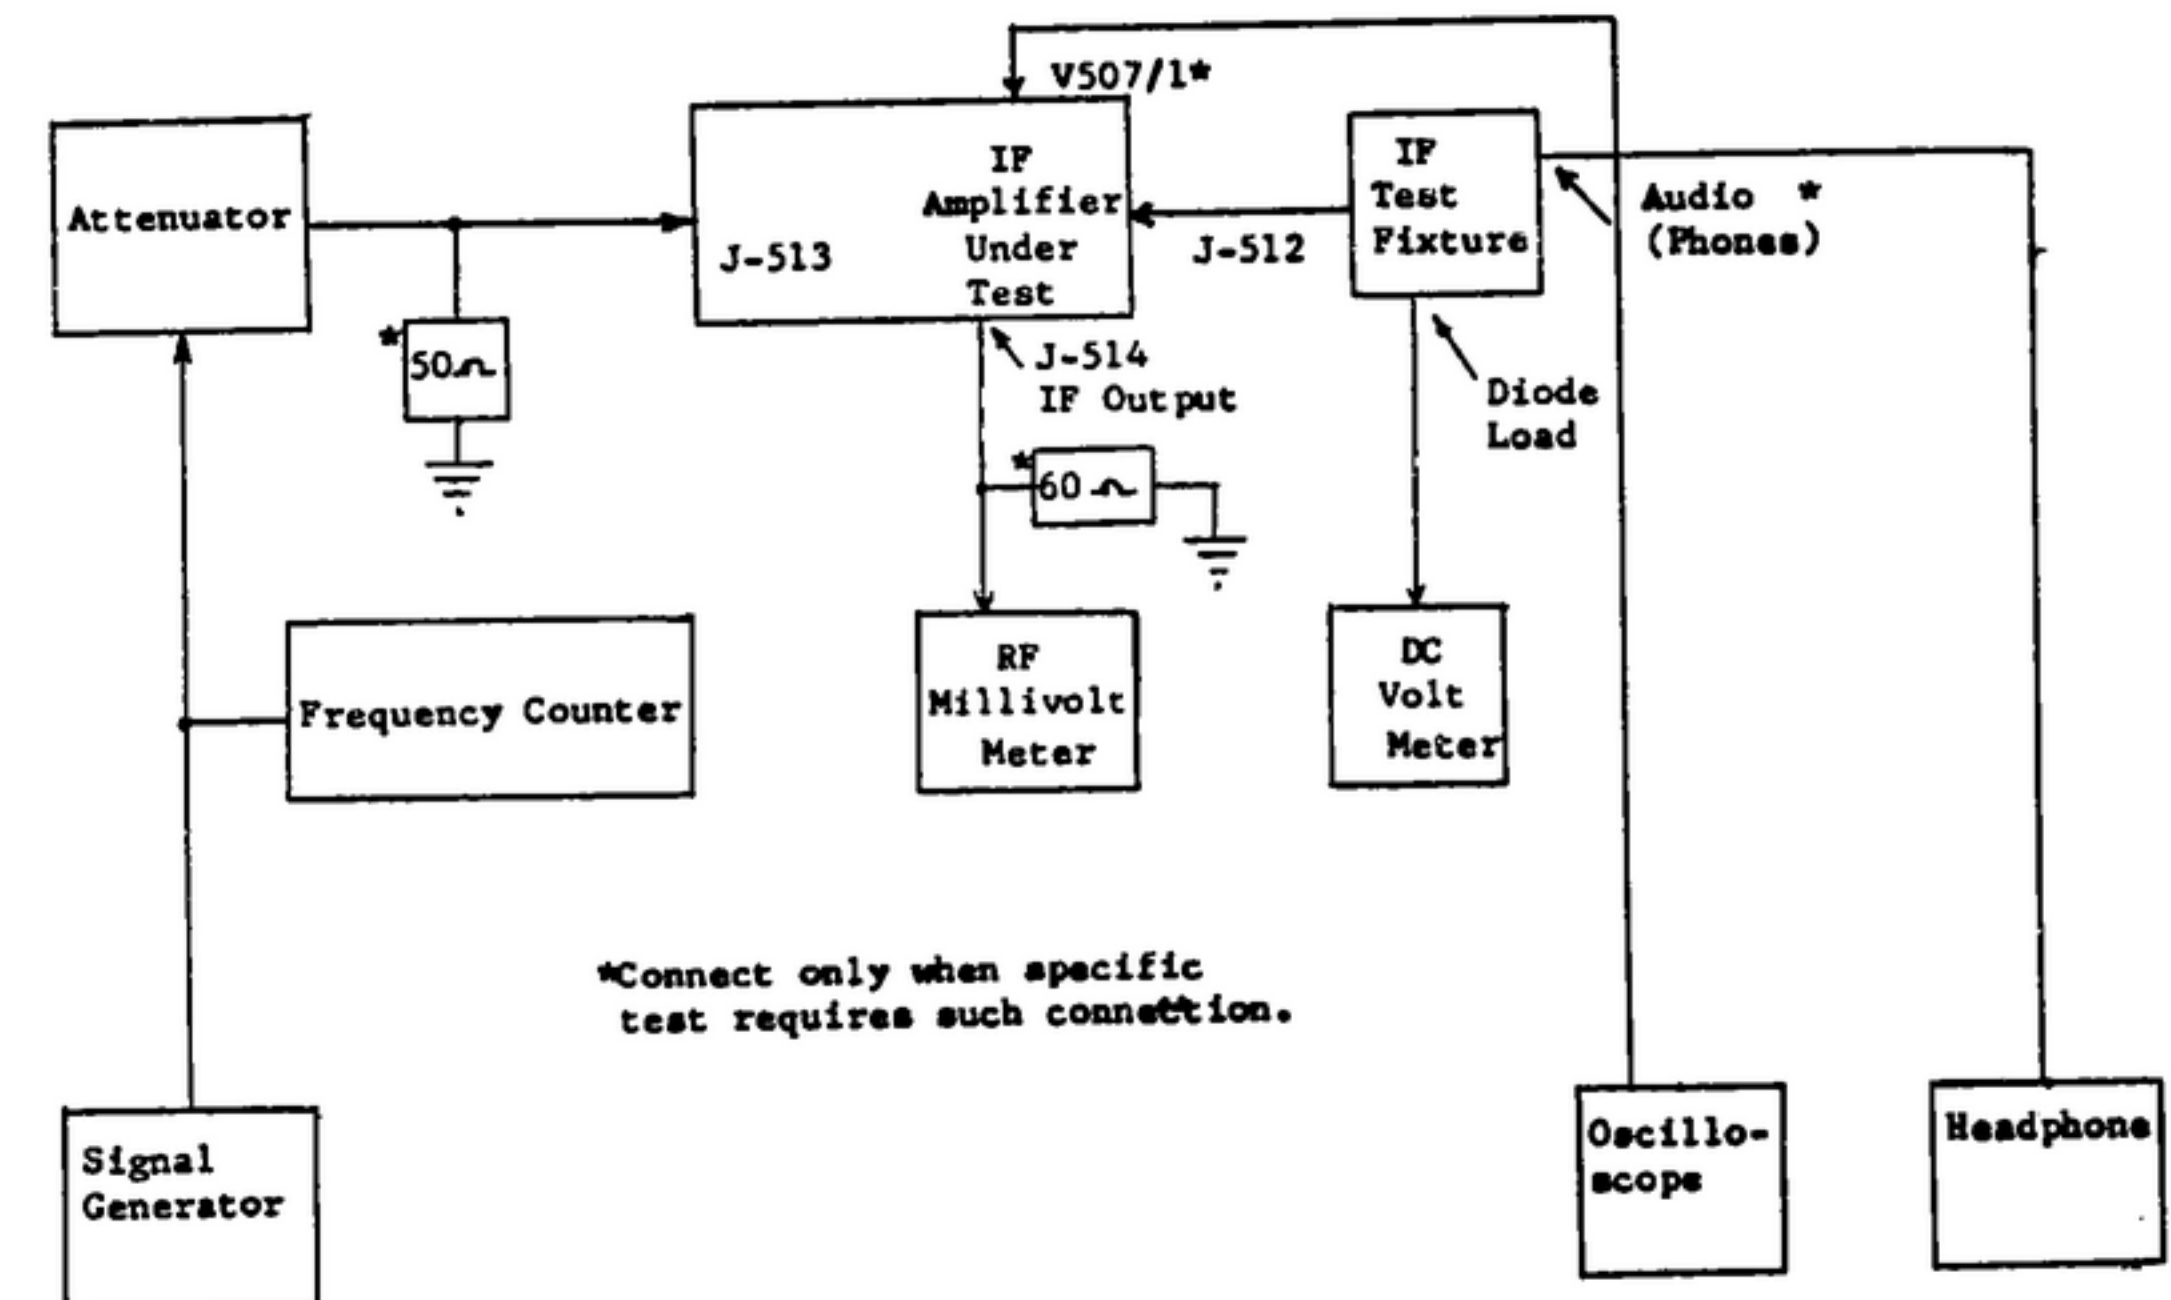 V507/1*
Attenuator
J-513
IF
Amplifier
Under
Test
J-512
IF
Test
Fixture
Audio *
(Phones)
*
50Ω
J-514
IF Output
Diode
Load
*
60 Ω
Frequency Counter
RF
Millivolt
Meter
DC
Volt
Meter
*Connect only when specific
test requires such connection.
Signal
Generator
Oscillo-
scope
Headphone